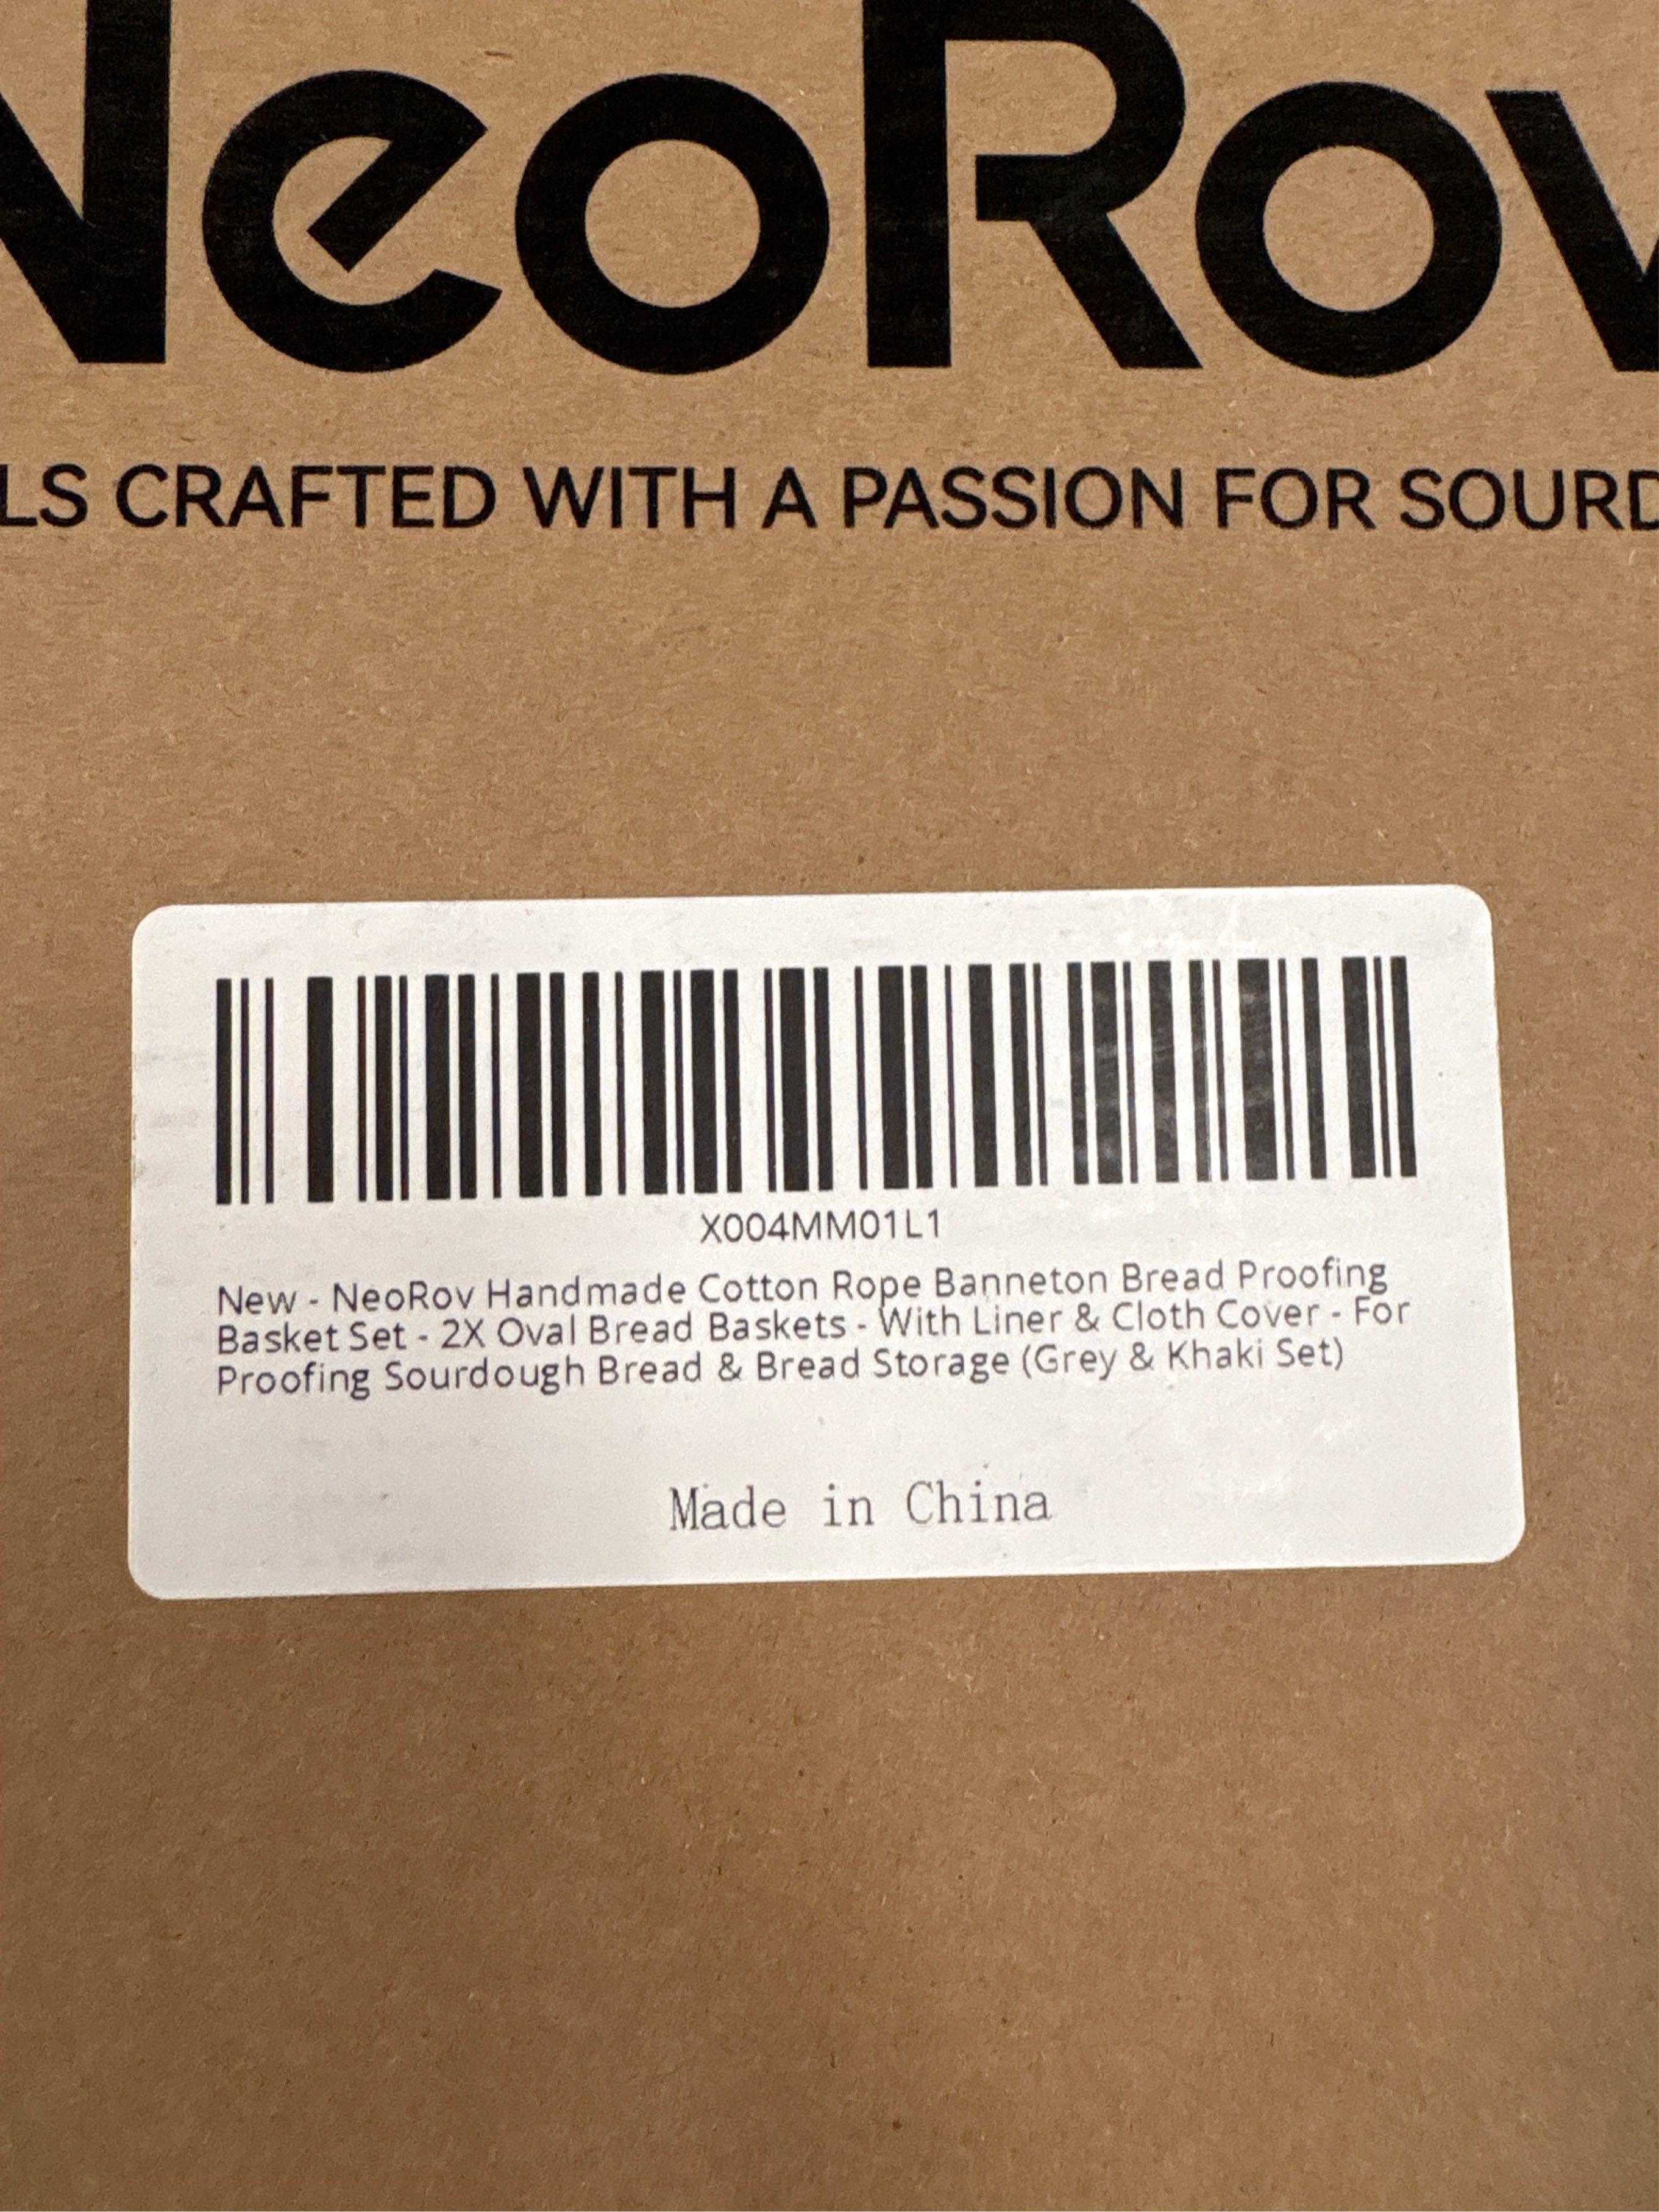 NeoRov
LS CRAFTED WITH A PASSION FOR SOURD
X004MM01L1
New - NeoRov Handmade Cotton Rope Banneton Bread Proofing
Basket Set - 2X Oval Bread Baskets - With Liner & Cloth Cover - For
Proofing Sourdough Bread & Bread Storage (Grey & Khaki Set)
Made in China